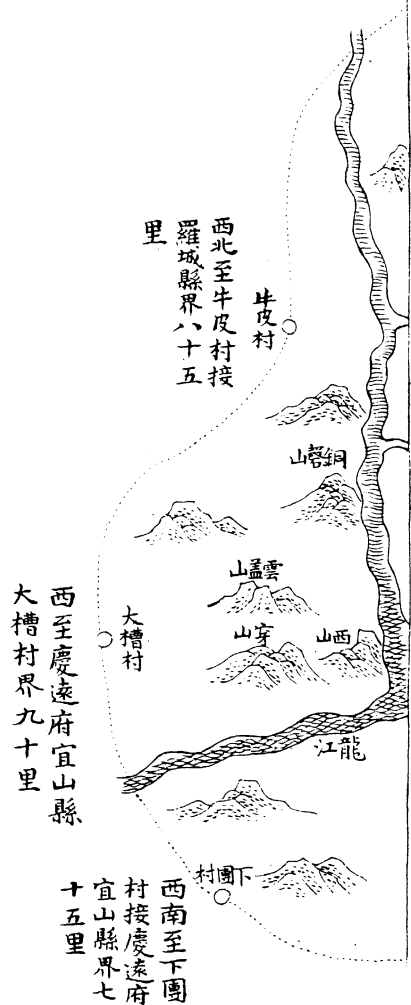 牛皮村
西北至牛皮村接
羅城縣界八十五
里
銅磬山
雲蓋山
西山
穿山
大槽村
西至慶遠府宜山縣
大槽村界九十里
龍江
下團村
西南至下團
村接慶遠府
宜山縣界七
十五里